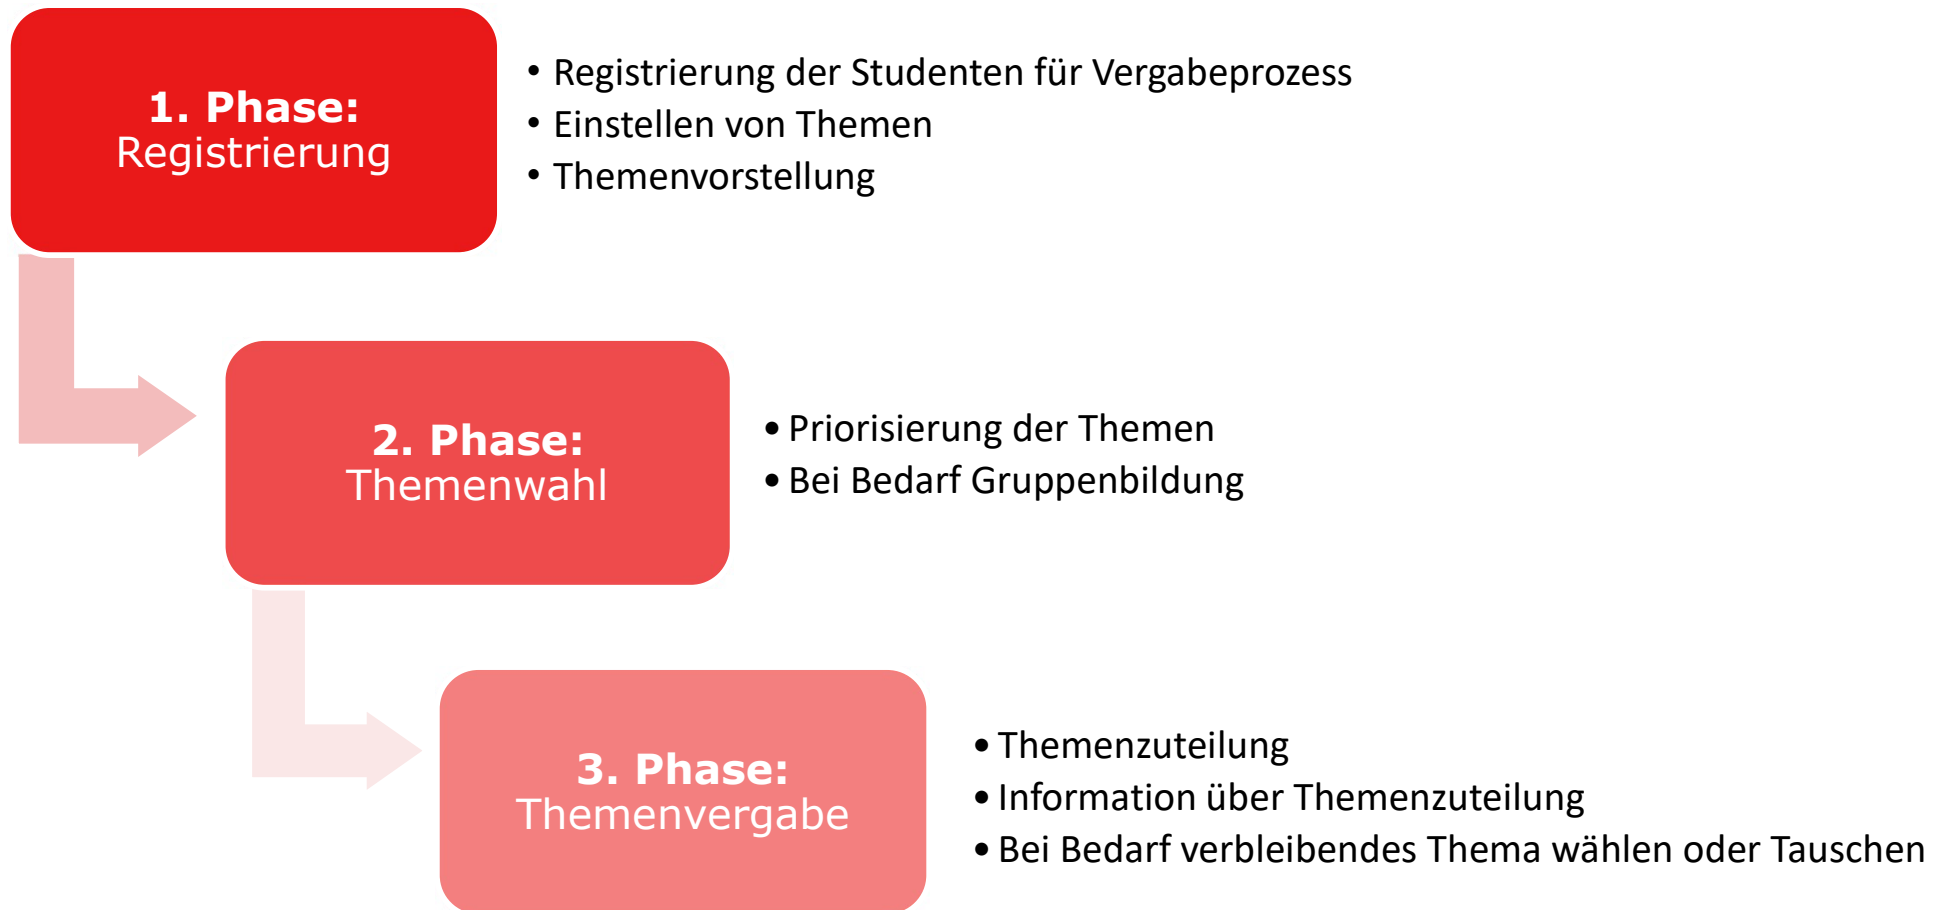 1. Phase:
Registrierung
• Registrierung der Studenten für Vergabeprozess
• Einstellen von Themen
• Themenvorstellung
2. Phase:
Themenwahl
• Priorisierung der Themen
• Bei Bedarf Gruppenbildung
3. Phase:
Themenvergabe
• Themenzuteilung
• Information über Themenzuteilung
• Bei Bedarf verbleibendes Thema wählen oder Tauschen